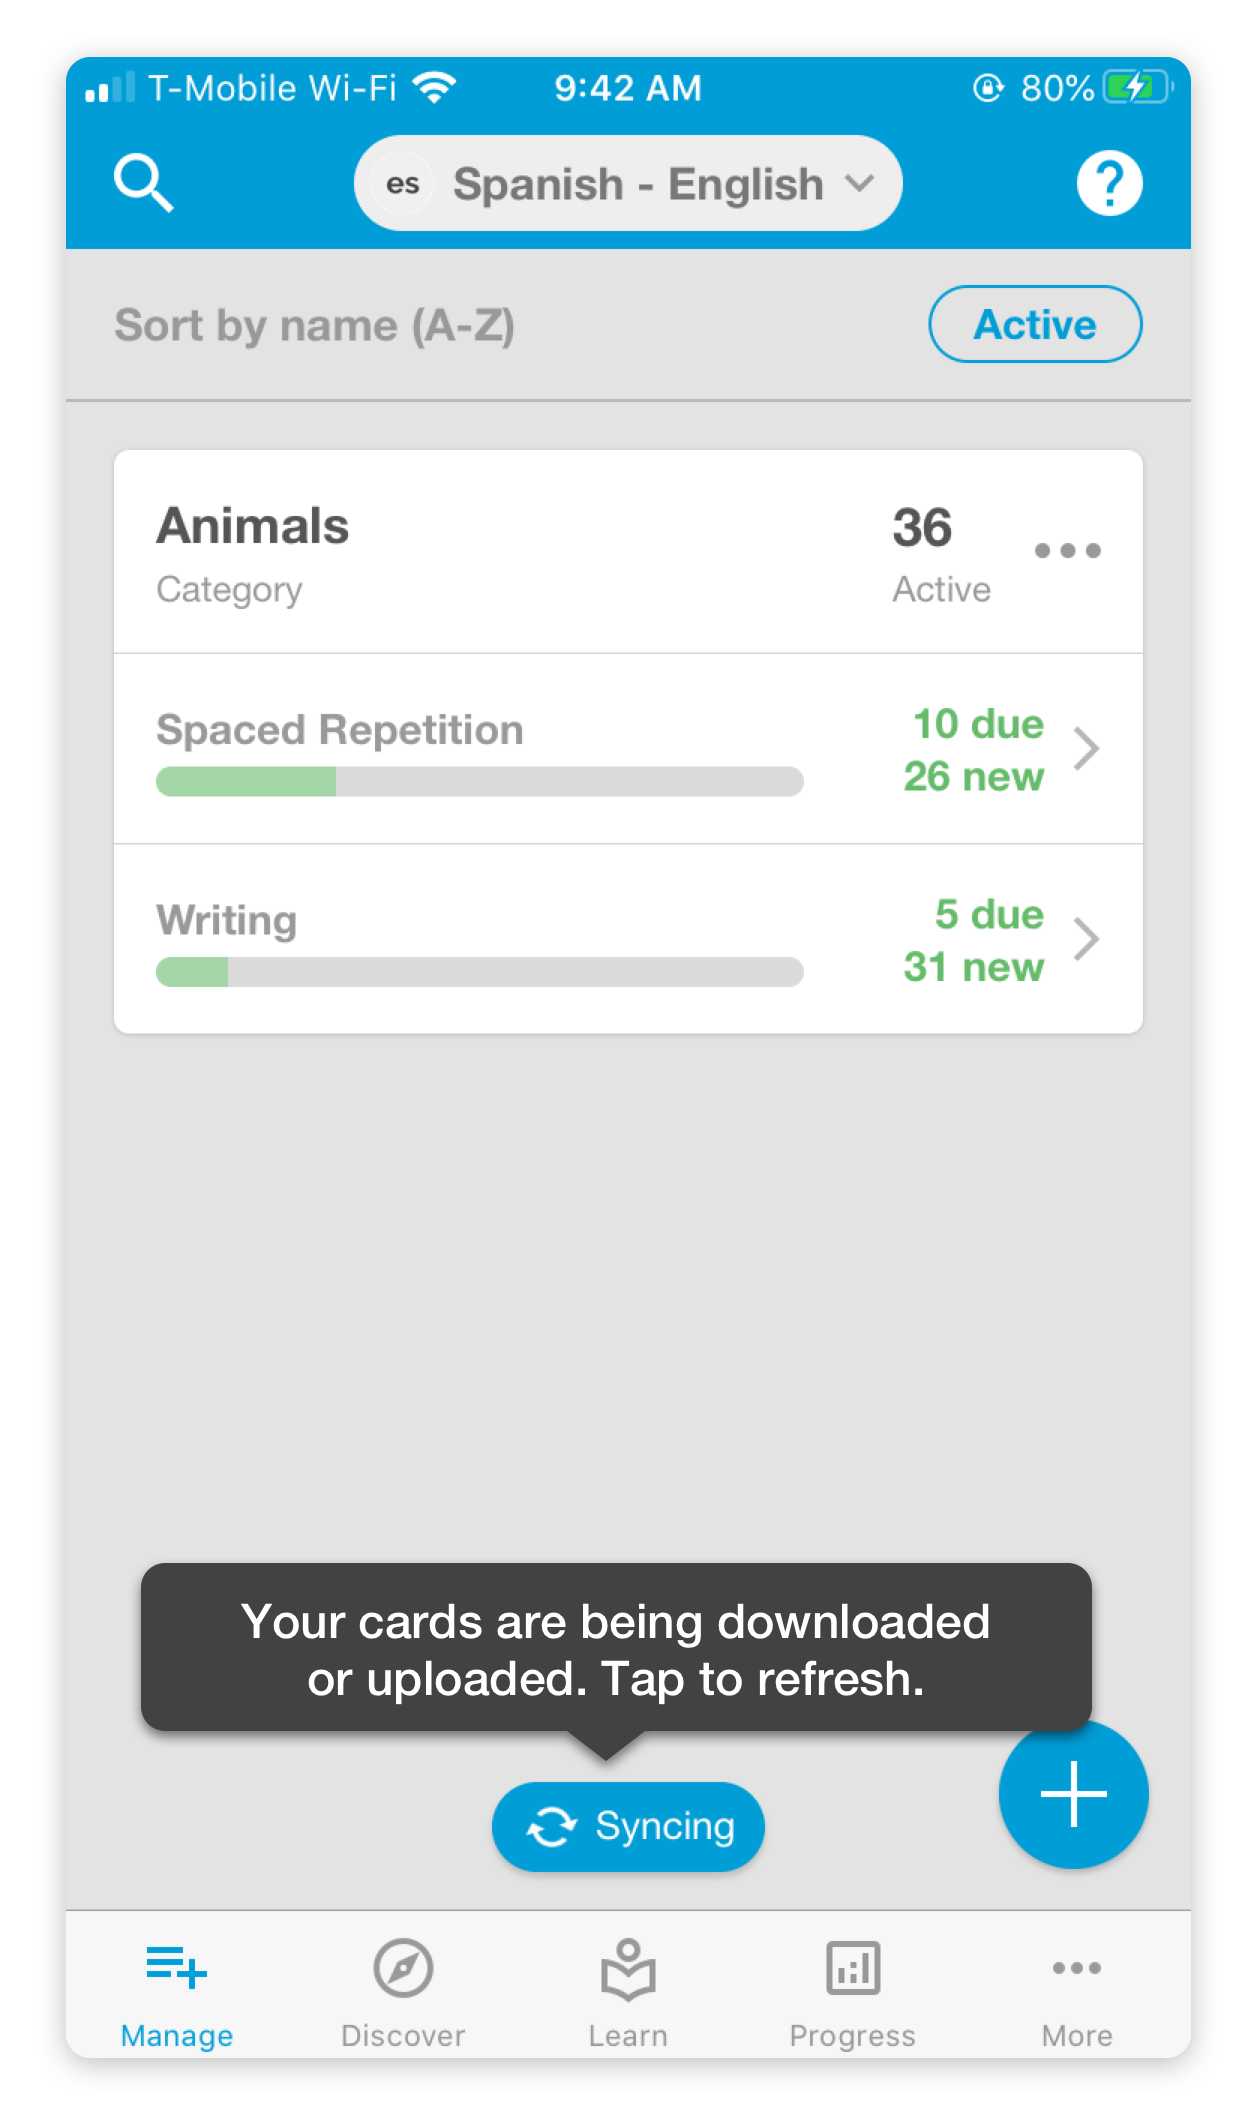 T-Mobile Wi-Fi 9:42 AM 80%
es Spanish - English ?
Sort by name (A-Z) Active
Animals 36
Category Active
Spaced Repetition 10 due
26 new
Writing 5 due
31 new
Your cards are being downloaded
or uploaded. Tap to refresh.
Syncing
Manage Discover Learn Progress More